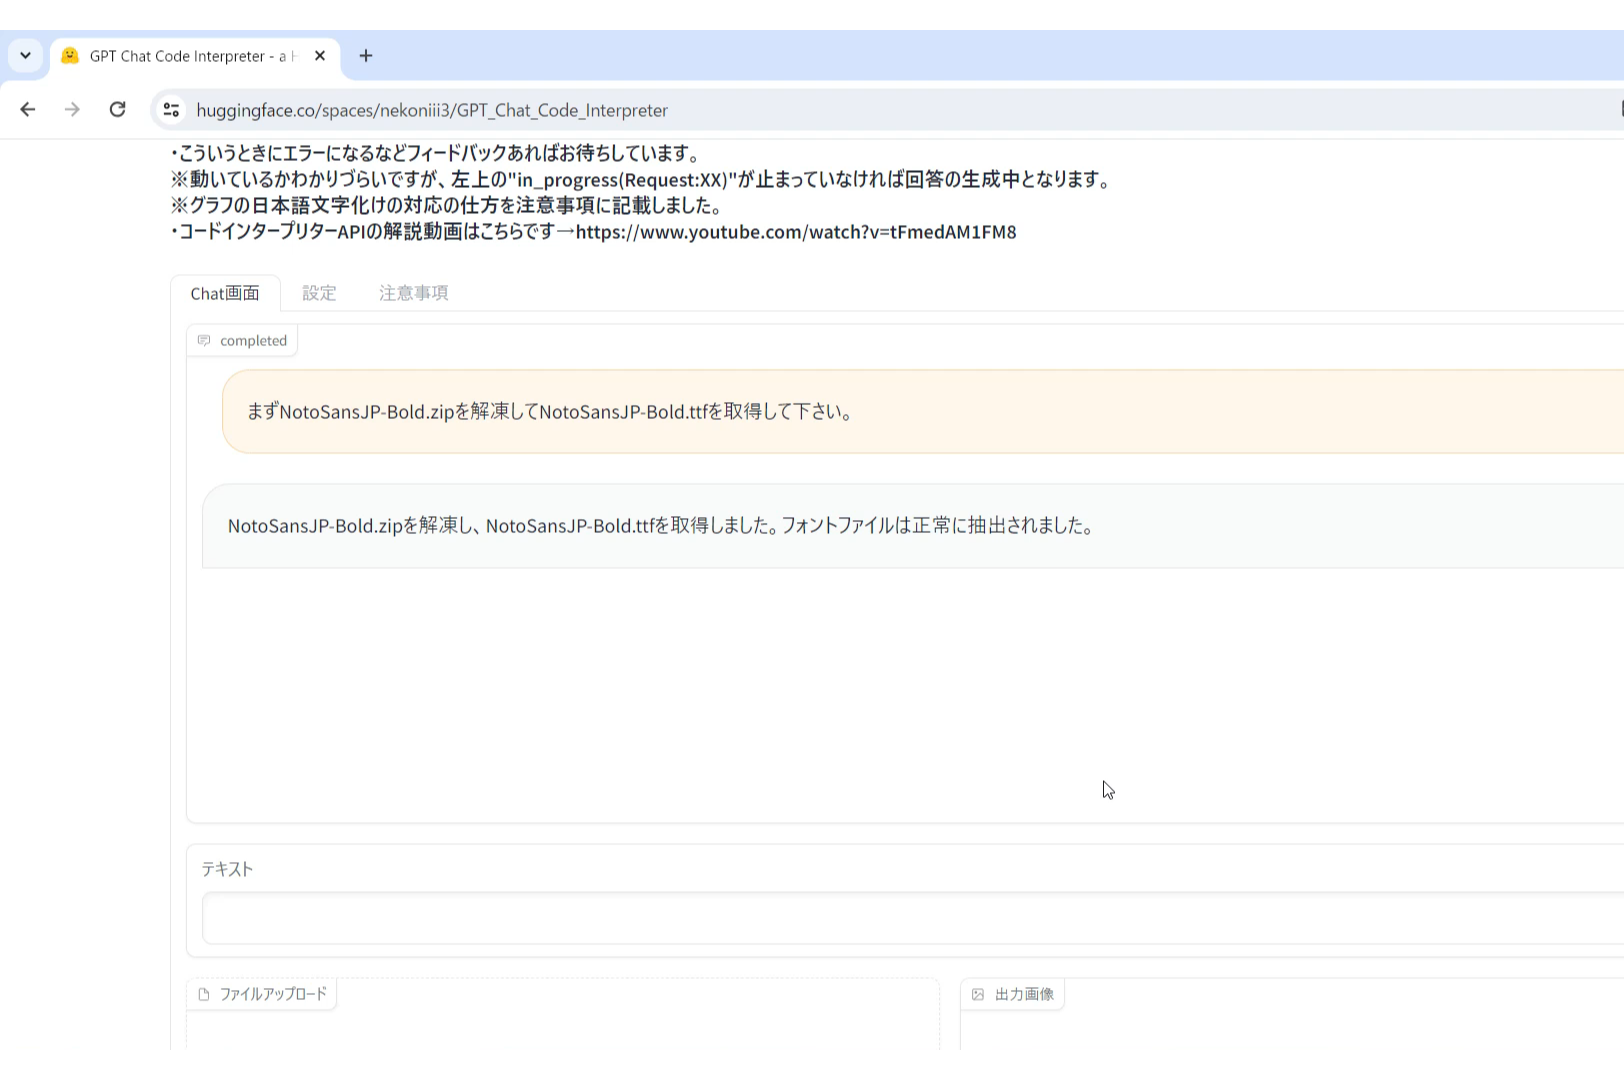 GPT Chat Code Interpreter - a
huggingface.co/spaces/nekoniii3/GPT_Chat_Code_Interpreter
・こういうときにエラーになるなどフィードバックあればお待ちしています。
※動いているかわかりづらいですが、左上の"in_progress(Request:XX)"が止まっていなければ回答の生成中となります。
※グラフの日本語文字化けの対応の仕方を注意事項に記載しました。
・コードインタープリターAPIの解説動画はこちらです→https://www.youtube.com/watch?v=tFmedAM1FM8
Chat画面 設定 注意事項
completed
まずNotoSansJP-Bold.zipを解凍してNotoSansJP-Bold.ttfを取得して下さい。
NotoSansJP-Bold.zipを解凍し、NotoSansJP-Bold.ttfを取得しました。フォントファイルは正常に抽出されました。
テキスト
ファイルアップロード 出力画像